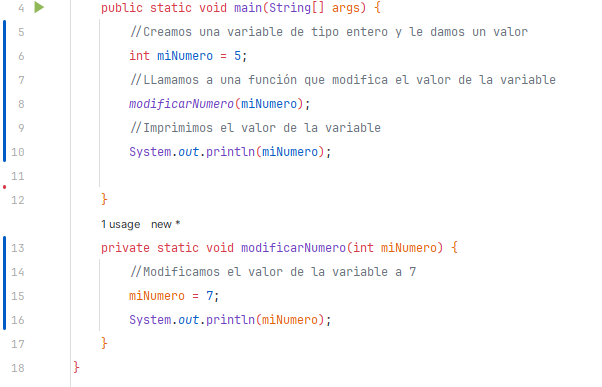 4 public static void main(String[] args) {
5 //Creamos una variable de tipo entero y le damos un valor
6 int miNumero = 5;
7 //LLamamos a una función que modifica el valor de la variable
8 modificarNumero(miNumero);
9 //Imprimimos el valor de la variable
10 System.out.println(miNumero);
11
12 }
1 usage new *
13 private static void modificarNumero(int miNumero) {
14 //Modificamos el valor de la variable a 7
15 miNumero = 7;
16 System.out.println(miNumero);
17 }
18 }